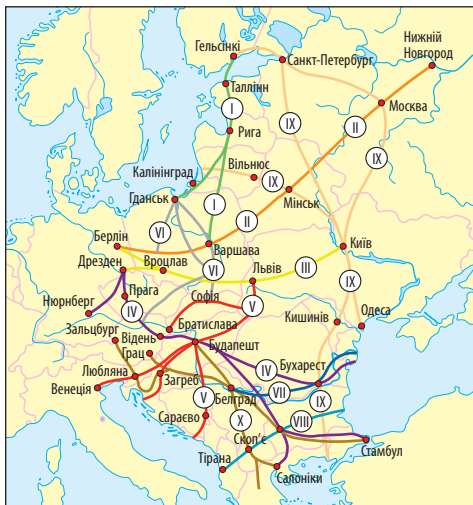 Гельсінкі
Санкт-Петербург
Нижній
Новгород
Таллінн
I
IX
II
Москва
Рига
IX
Калінінград
Вільнюс
IX
Мінськ
Гданськ
I
VI
II
Берлін
Варшава
Київ
Дрезден
Вроцлав
VI
Львів
III
IX
Прага
Софія
Нюрнберг
IV
V
Братислава
Кишинів
Одеса
Зальцбург
Відень
Будапешт
Грац
IV
Бухарест
Любляна
Загреб
VII
Венеція
V
Белград
IX
Сараєво
X
VIII
Скоп'є
Стамбул
Тірана
Салоніки